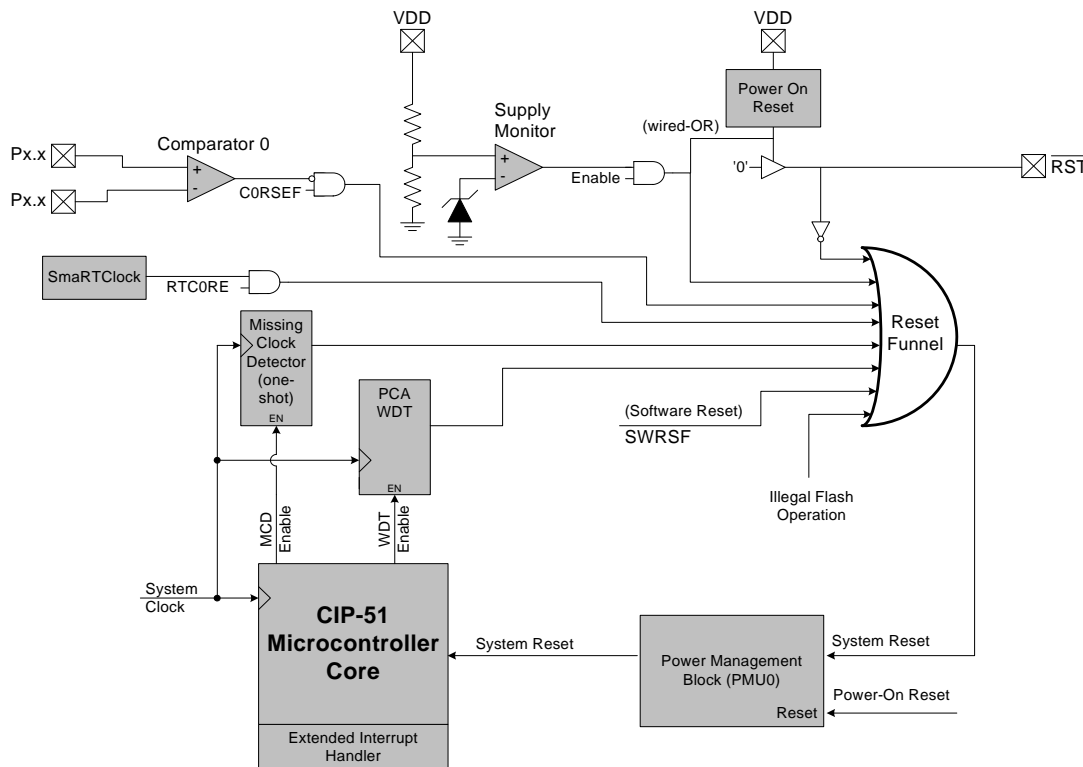 VDD
VDD
Power On
Reset
Supply
Monitor
(wired-OR)
Comparator 0
Px.x
+
-
Px.x
C0RSEF
+
-
Enable
'0'
RST
SmaRTClock
RTC0RE
Missing
Clock
Detector
(one-
shot)
EN
Reset
Funnel
PCA
WDT
EN
(Software Reset)
SWRSF
Illegal Flash
Operation
MCD
Enable
WDT
Enable
System
Clock
CIP-51
Microcontroller
Core
Extended Interrupt
Handler
System Reset
Power Management
Block (PMU0)
Reset
System Reset
Power-On Reset